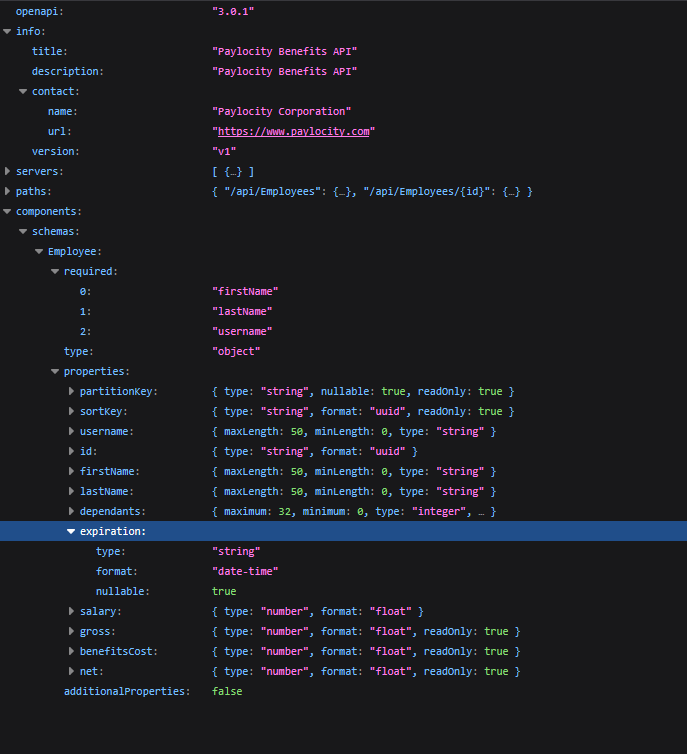 openapi: "3.0.1"
info:
title: "Paylocity Benefits API"
description: "Paylocity Benefits API"
contact:
name: "Paylocity Corporation"
url: "https://www.paylocity.com"
version: "v1"
servers: [ {…} ]
paths: { "/api/Employees": {…}, "/api/Employees/{id}": {…} }
components:
schemas:
Employee:
required:
0: "firstName"
1: "lastName"
2: "username"
type: "object"
properties:
partitionKey: { type: "string", nullable: true, readOnly: true }
sortKey: { type: "string", format: "uuid", readOnly: true }
username: { maxLength: 50, minLength: 0, type: "string" }
id: { type: "string", format: "uuid" }
firstName: { maxLength: 50, minLength: 0, type: "string" }
lastName: { maxLength: 50, minLength: 0, type: "string" }
dependants: { maximum: 32, minimum: 0, type: "integer", … }
expiration:
type: "string"
format: "date-time"
nullable: true
salary: { type: "number", format: "float" }
gross: { type: "number", format: "float", readOnly: true }
benefitsCost: { type: "number", format: "float", readOnly: true }
net: { type: "number", format: "float", readOnly: true }
additionalProperties: false